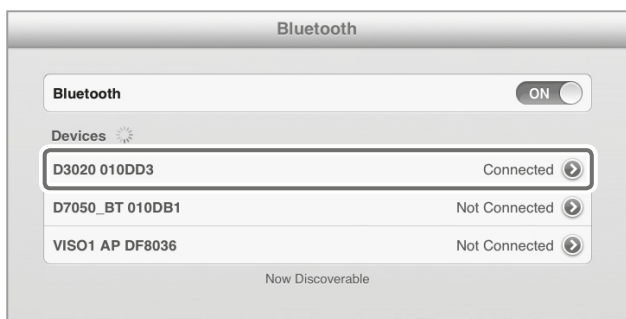 Bluetooth
Bluetooth ON
Devices
D3020 010DD3 Connected
D7050_BT 010DB1 Not Connected
VISO1 AP DF8036 Not Connected
Now Discoverable